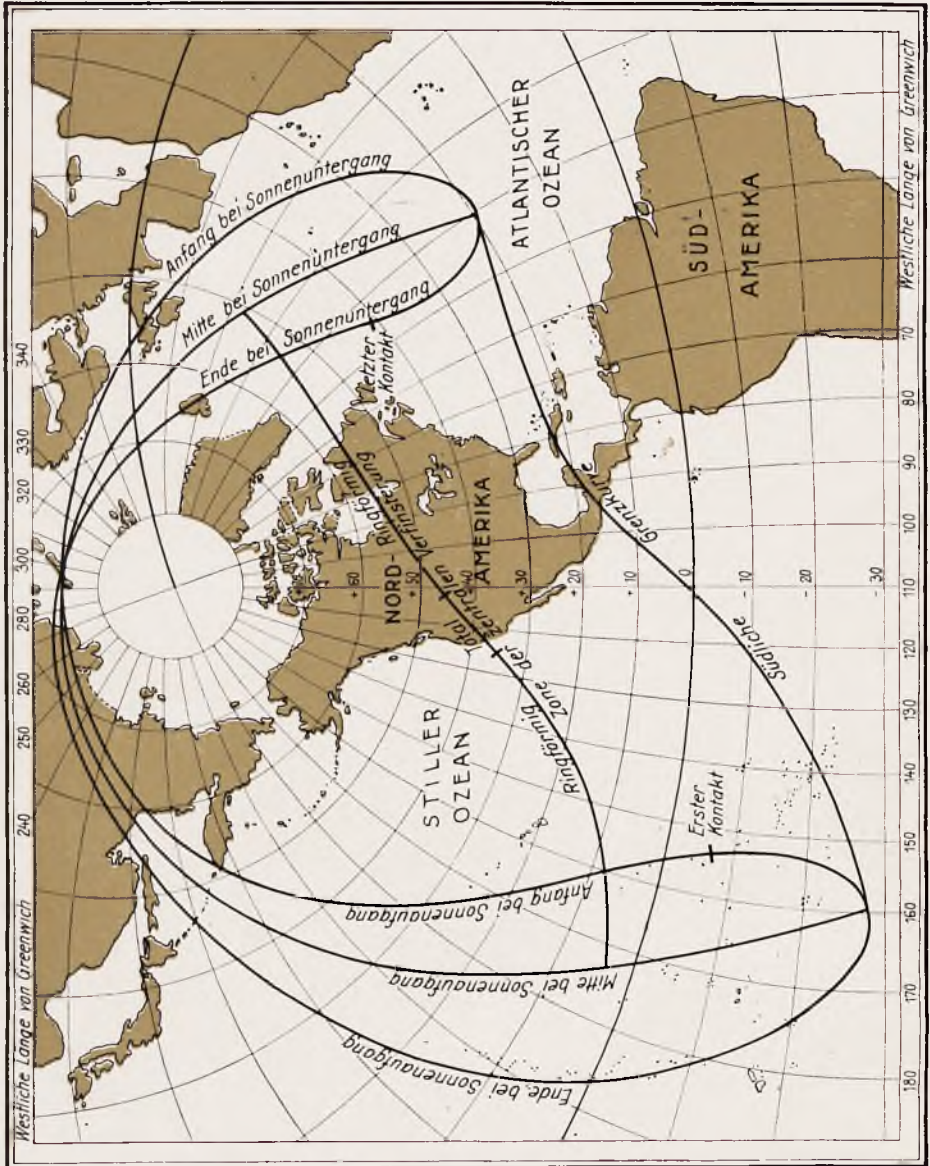 Westliche Länge von Greenwich
240
250
260
280
290
300
320
330
340
Westliche Länge von Greenwich
70
80
90
100
110
120
130
140
150
160
170
180
+ 60
+ 50
+ 40
+ 30
+ 20
+ 10
0
- 10
- 20
- 30
Anfang bei Sonnenuntergang
Mitte bei Sonnenuntergang
Ende bei Sonnenuntergang
Letzter
Kontakt
ATLANTISCHER
OZEAN
SÜD-
AMERIKA
NORD-
AMERIKA
STILLER
OZEAN
Ringförmig
Total
Ringförmig
Zone der zentralen Verfinsterung
Südliche Grenzkurve
Erster
Kontakt
Anfang bei Sonnenaufgang
Mitte bei Sonnenaufgang
Ende bei Sonnenaufgang